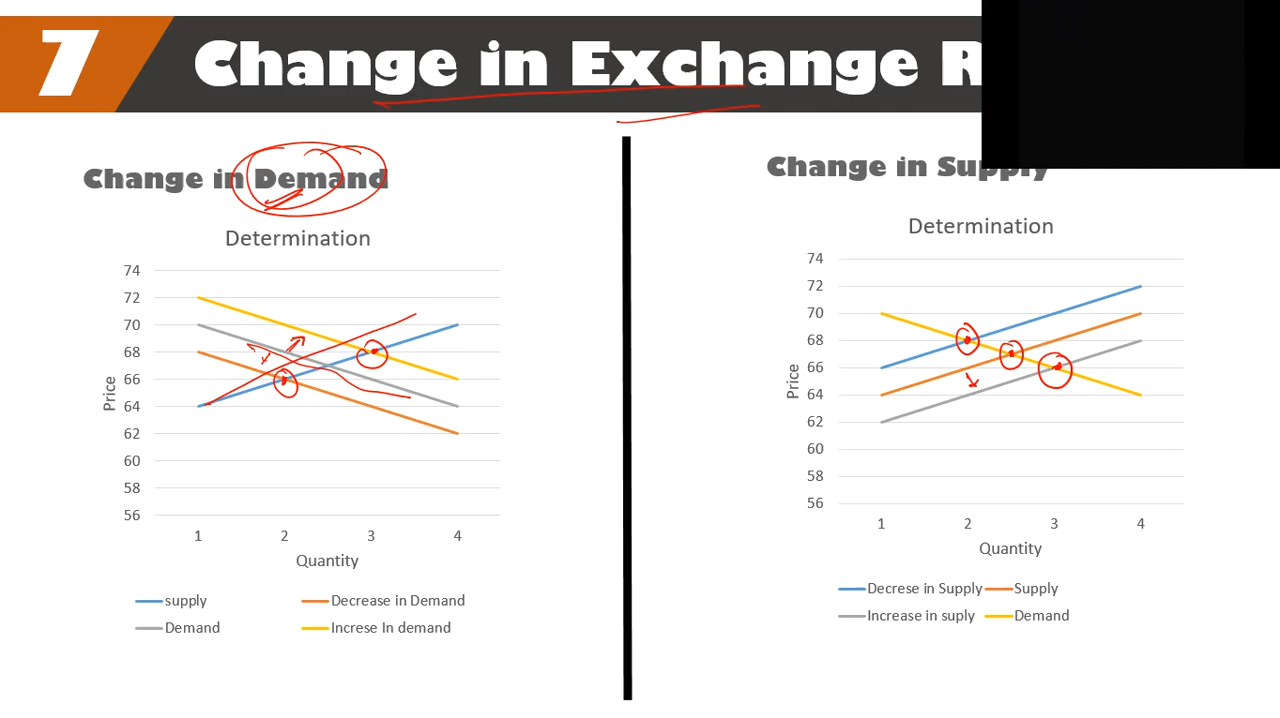 7
Change in Exchange R
Change in Demand
Determination
74
72
70
68
66
64
62
60
58
56
Price
1 2 3 4
Quantity
supply Decrease in Demand
Demand Increse In demand
Change in Supply
Determination
74
72
70
68
66
64
62
60
58
56
Price
1 2 3 4
Quantity
Decrese in Supply Supply
Increase in suply Demand